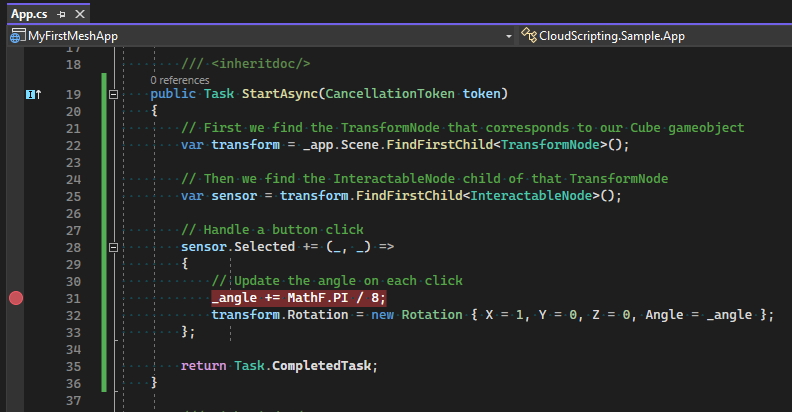 App.cs
MyFirstMeshApp
CloudScripting.Sample.App
17
18 /// <inheritdoc/>
0 references
19 public Task StartAsync(CancellationToken token)
20 {
21 // First we find the TransformNode that corresponds to our Cube gameobject
22 var transform = _app.Scene.FindFirstChild<TransformNode>();
23
24 // Then we find the InteractableNode child of that TransformNode
25 var sensor = transform.FindFirstChild<InteractableNode>();
26
27 // Handle a button click
28 sensor.Selected += (_, _) =>
29 {
30 // Update the angle on each click
31 _angle += MathF.PI / 8;
32 transform.Rotation = new Rotation { X = 1, Y = 0, Z = 0, Angle = _angle };
33 };
34
35 return Task.CompletedTask;
36 }
37